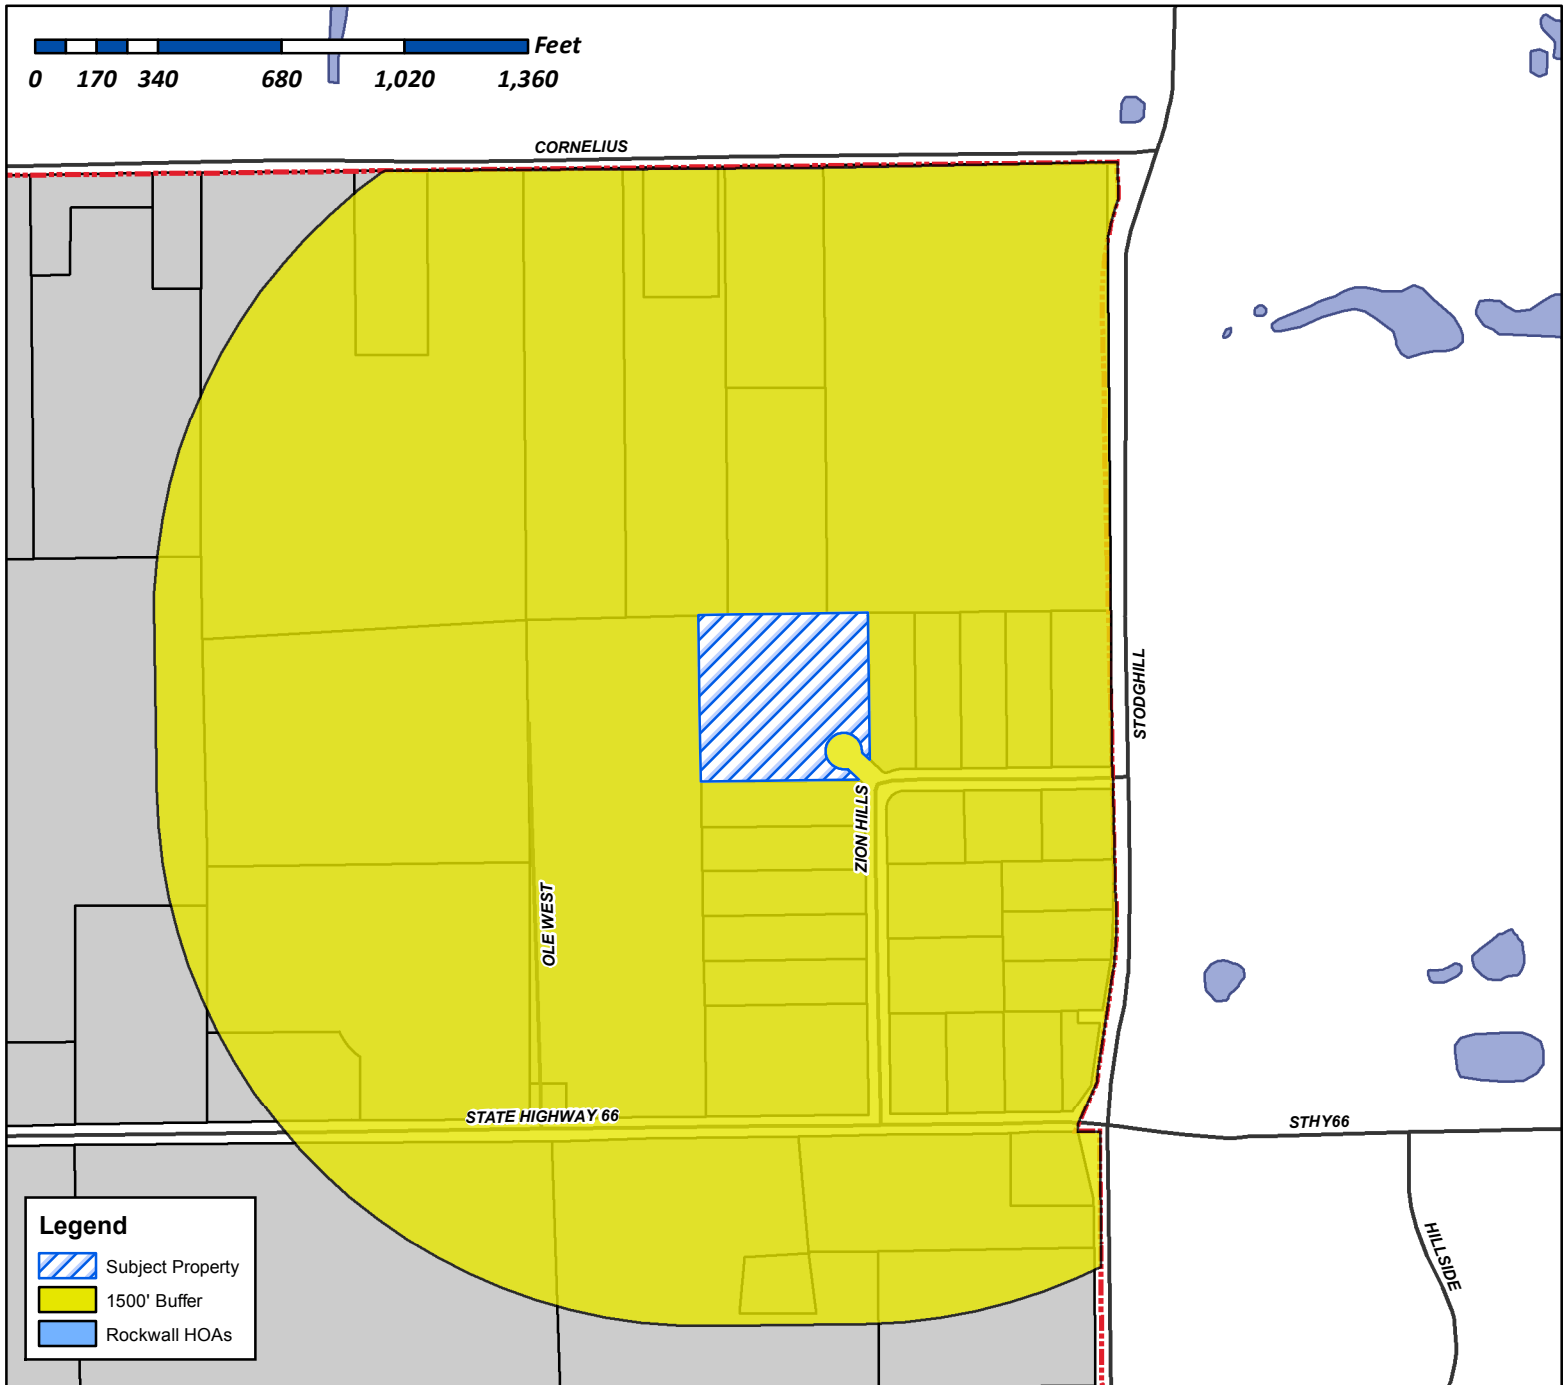 Feet
0 170 340 680 1,020 1,360
CORNELIUS
STODGHILL
ZION HILLS
OLE WEST
STATE HIGHWAY 66
STHY66
HILLSIDE
Legend
Subject Property
1500' Buffer
Rockwall HOAs